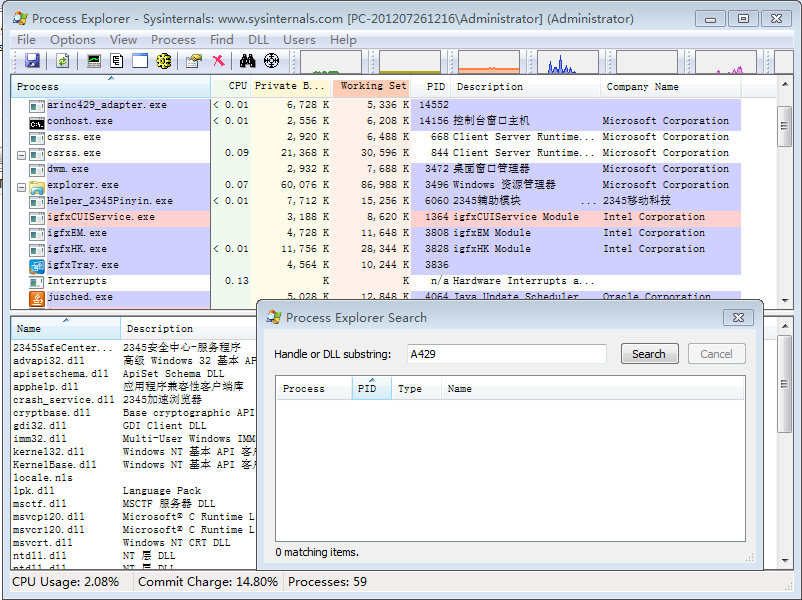 Process Explorer - Sysinternals: www.sysinternals.com [PC-201207261216\Administrator] (Administrator)
File Options View Process Find DLL Users Help
Process CPU Private B... Working Set PID Description Company Name
arinc429_adapter.exe < 0.01 6,728 K 5,336 K 14552
conhost.exe < 0.01 2,556 K 6,208 K 14156 控制台窗口主机 Microsoft Corporation
csrss.exe 2,920 K 6,488 K 668 Client Server Runtime... Microsoft Corporation
csrss.exe 0.09 21,368 K 30,596 K 844 Client Server Runtime... Microsoft Corporation
dwm.exe 2,932 K 7,688 K 3472 桌面窗口管理器 Microsoft Corporation
explorer.exe 0.07 60,076 K 86,988 K 3496 Windows 资源管理器 Microsoft Corporation
Helper_2345Pinyin.exe < 0.01 7,712 K 15,256 K 6060 2345辅助模块 ... 2345移动科技
igfxCUIService.exe 3,188 K 8,620 K 1364 igfxCUIService Module Intel Corporation
igfxEM.exe 4,728 K 11,648 K 3808 igfxEM Module Intel Corporation
igfxHK.exe < 0.01 11,756 K 28,344 K 3828 igfxHK Module Intel Corporation
igfxTray.exe 4,564 K 10,244 K 3836
Interrupts 0.13 K K n/a Hardware Interrupts a...
jusched.exe 5,028 K 12,848 K 4064 Java Update Scheduler Oracle Corporation
Name Description
2345SafeCenter... 2345安全中心-服务程序
advapi32.dll 高级 Windows 32 基本 AP
apisetschema.dll ApiSet Schema DLL
apphelp.dll 应用程序兼容性客户端库
crash_service.dll 2345加速浏览器
cryptbase.dll Base cryptographic API
gdi32.dll GDI Client DLL
imm32.dll Multi-User Windows IMM
kernel32.dll Windows NT 基本 API 客户
KernelBase.dll Windows NT 基本 API 客户
locale.nls
lpk.dll Language Pack
msctf.dll MSCTF 服务器 DLL
msvcp120.dll Microsoft® C Runtime L
msvcr120.dll Microsoft® C Runtime L
msvcrt.dll Windows NT CRT DLL
ntdll.dll NT 层 DLL
ntdll.dll NT 层 DLL
Process Explorer Search
Handle or DLL substring: A429 Search Cancel
Process PID Type Name
0 matching items.
CPU Usage: 2.08% Commit Charge: 14.80% Processes: 59